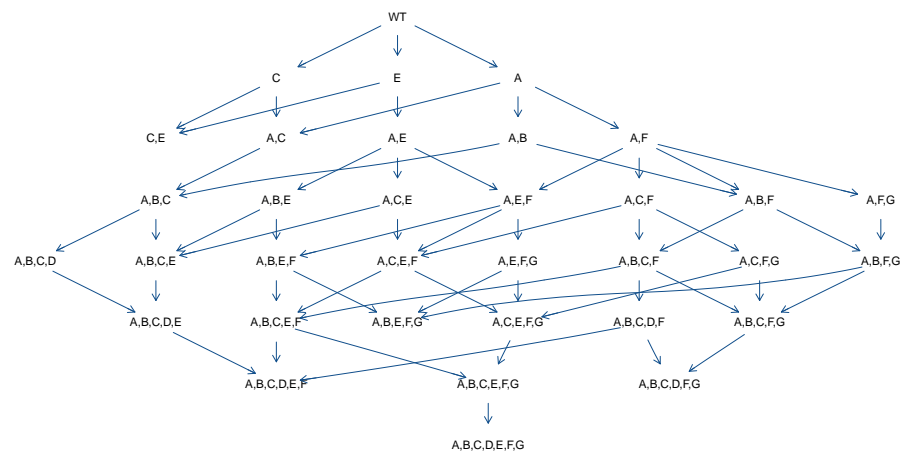 WT
C E A
C,E A,C A,E A,B A,F
A,B,C A,B,E A,C,E A,E,F A,C,F A,B,F A,F,G
A,B,C,D A,B,C,E A,B,E,F A,C,E,F A,E,F,G A,B,C,F A,C,F,G A,B,F,G
A,B,C,D,E A,B,C,E,F A,B,E,F,G A,C,E,F,G A,B,C,D,F A,B,C,F,G
A,B,C,D,E,F A,B,C,E,F,G A,B,C,D,F,G
A,B,C,D,E,F,G